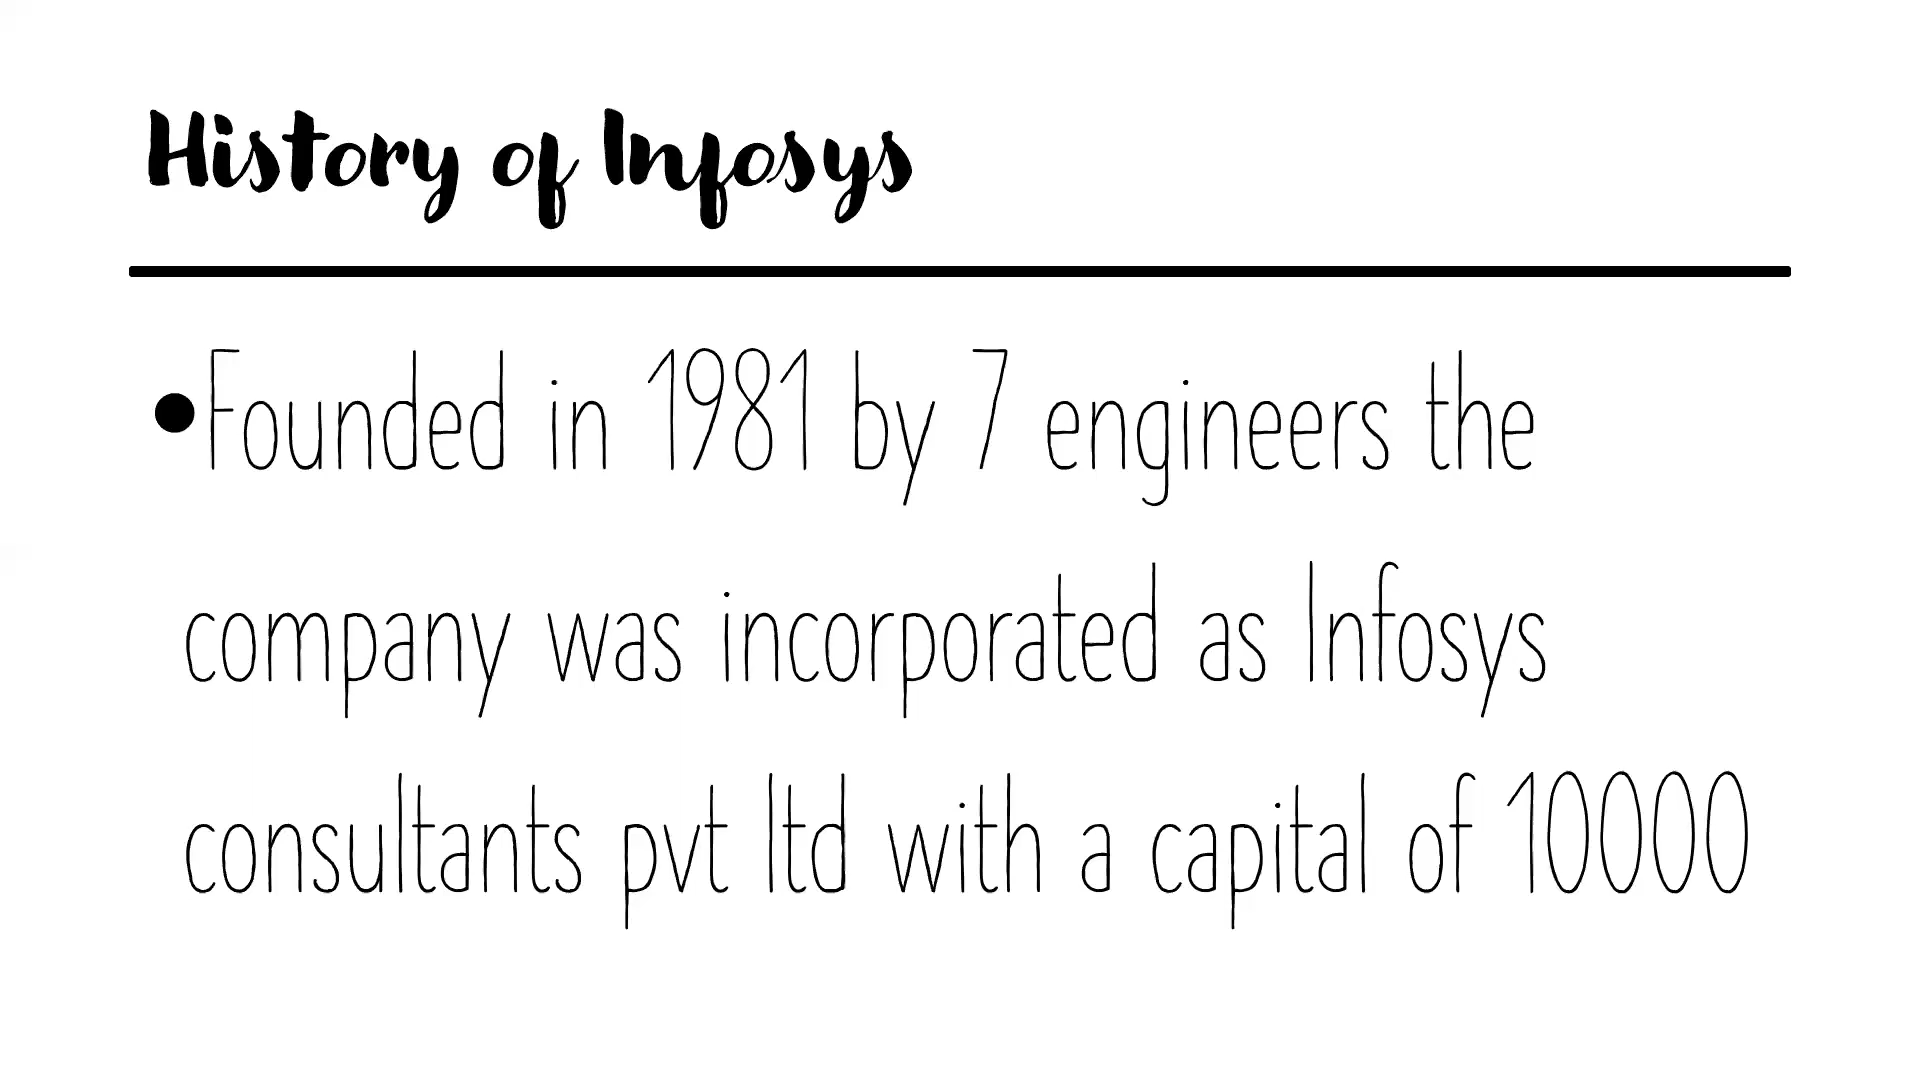 History of Infosys
•Founded in 1981 by 7 engineers the
company was incorporated as Infosys
consultants pvt ltd with a capital of 10000